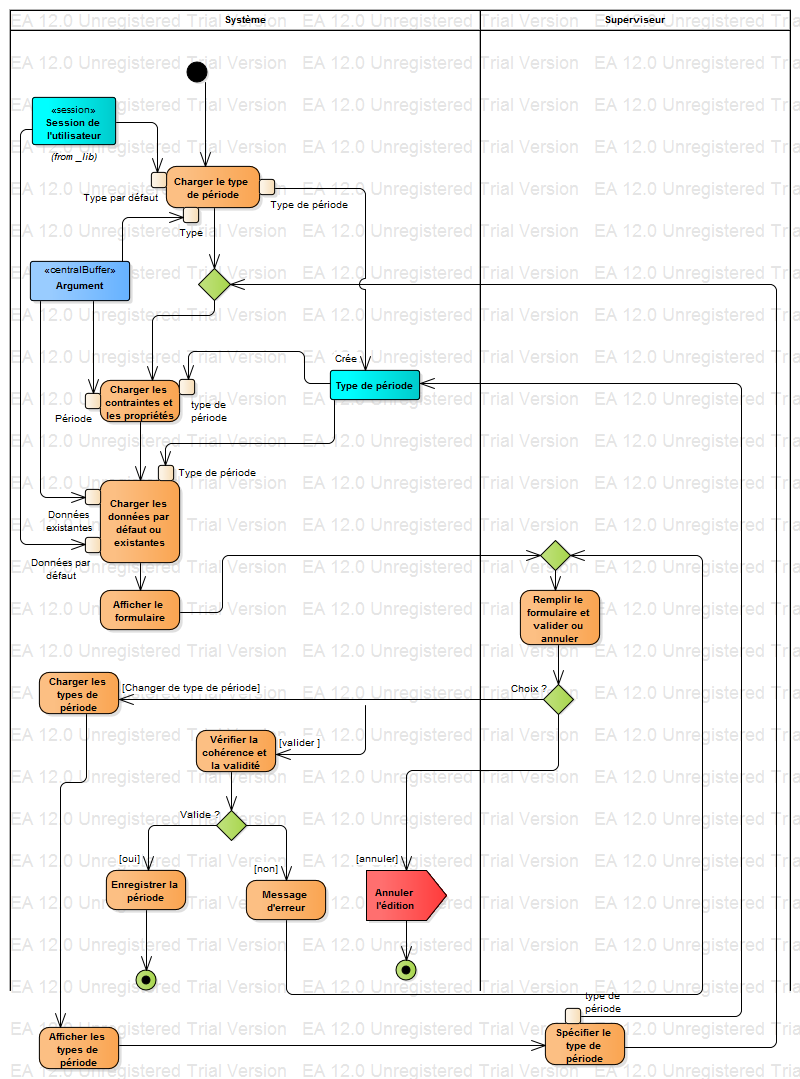 Système
Superviseur
«session»
Session de
l'utilisateur
(from _lib)
Charger le type
de période
Type par défaut
Type de période
Type
«centralBuffer»
Argument
Crée
Type de période
Charger les
contraintes et
les propriétés
Période
type de
période
Type de période
Charger les
données par
défaut ou
existantes
Données
existantes
Données par
défaut
Afficher le
formulaire
Remplir le
formulaire et
valider ou
annuler
Charger les
types de
période
[Changer de type de période]
Choix ?
Vérifier la
cohérence et
la validité
[valider ]
Valide ?
[oui]
[non]
[annuler]
Enregistrer la
période
Message
d'erreur
Annuler
l'édition
type de
période
Afficher les
types de
période
Spécifier le
type de
période
EA 12.0 Unregistered Trial Version